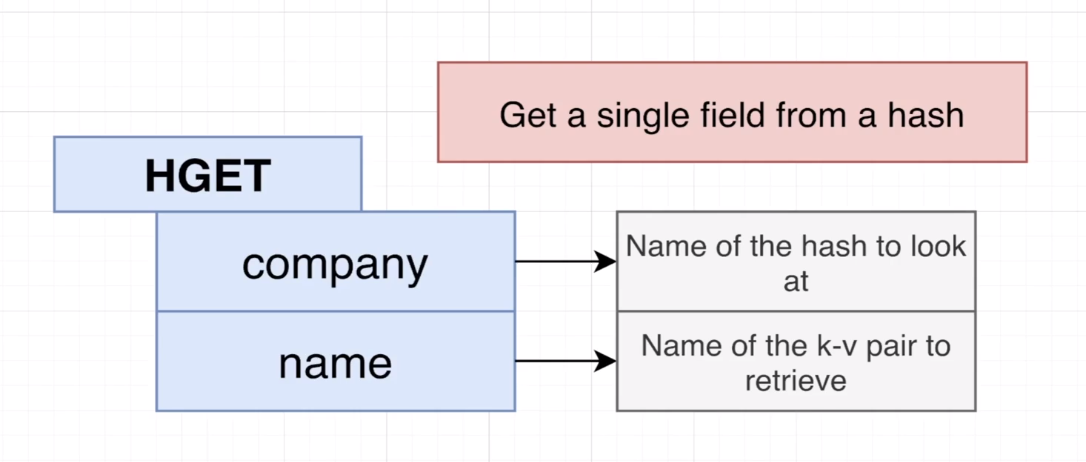 Get a single field from a hash
HGET
company
Name of the hash to look
at
name
Name of the k-v pair to
retrieve